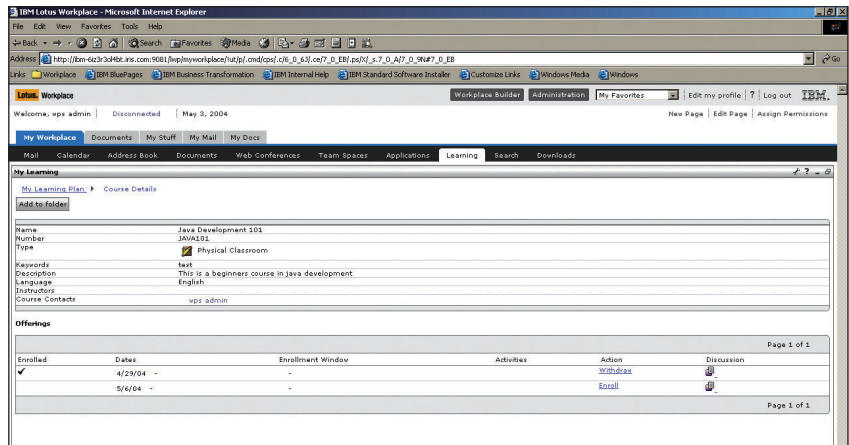 IBM Lotus Workplace - Microsoft Internet Explorer
File Edit View Favorites Tools Help
Back Search Favorites Media
Address http://ibm-6iz3r3oHbt.iris.com:9081/lwp/myworkplace/!ut/p/.cmd/cps/.c/6_0_6J/.ce/7_0_EB/.ps/X/_s.7_0_A/7_0_9N#7_0_EB Go
Links Workplace IBM BluePages IBM Business Transformation IBM Internal Help IBM Standard Software Installer Customize Links Windows Media Windows
Lotus. Workplace Workplace Builder Administration My Favorites Edit my profile ? Log out IBM.
Welcome, wps admin Disconnected May 3, 2004 New Page Edit Page Assign Permissions
My Workplace Documents My Stuff My Mail My Docs
Mail Calendar Address Book Documents Web Conferences Team Spaces Applications Learning Search Downloads
My Learning ?
My Learning Plan Course Details
Add to folder
Name Java Development 101
Number JAVA101
Type Physical Classroom
Keywords test
Description This is a beginners course in java development
Language English
Instructors
Course Contacts wps admin
Offerings
Page 1 of 1
Enrolled Dates Enrollment Window Activities Action Discussion
✔ 4/29/04 - - Withdraw
5/6/04 - - Enroll
Page 1 of 1